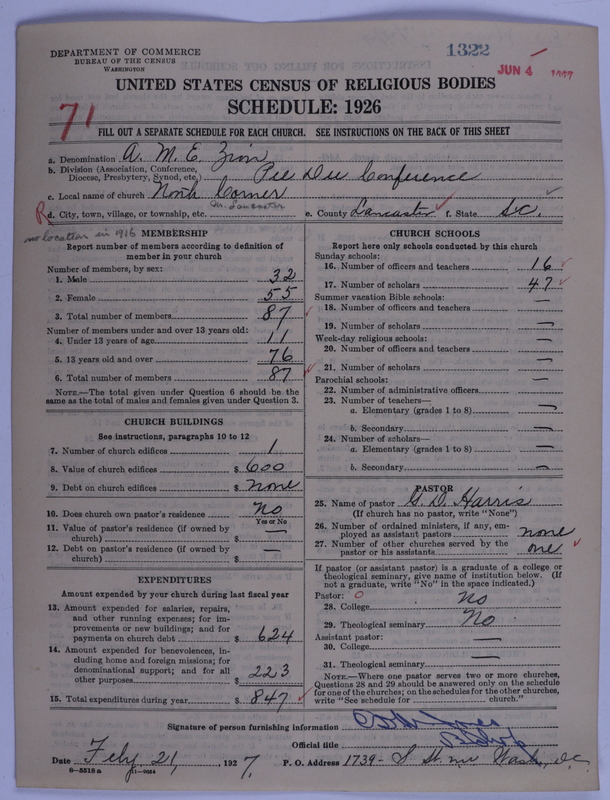 DEPARTMENT OF COMMERCE
BUREAU OF THE CENSUS
WASHINGTON
1322
JUN 4 1927
UNITED STATES CENSUS OF RELIGIOUS BODIES
SCHEDULE: 1926
71
FILL OUT A SEPARATE SCHEDULE FOR EACH CHURCH. SEE INSTRUCTIONS ON THE BACK OF THIS SHEET
a. Denomination A. M. E. Zion
b. Division (Association, Conference, Diocese, Presbytery, Synod, etc.) Pee Dee Conference
c. Local name of church North Corner
R d. City, town, village, or township, etc. Nr. Lancaster e. County Lancaster f. State S.C.
no location in 1916
MEMBERSHIP
Report number of members according to definition of
member in your church
Number of members, by sex:
1. Male 32
2. Female 55
3. Total number of members 87
Number of members under and over 13 years old:
4. Under 13 years of age 11
5. 13 years old and over 76
6. Total number of members 87
NOTE.—The total given under Question 6 should be the
same as the total of males and females given under Question 3.
CHURCH BUILDINGS
See instructions, paragraphs 10 to 12
7. Number of church edifices 1
8. Value of church edifices $ 600
9. Debt on church edifices $ none
10. Does church own pastor's residence No
Yes or No
11. Value of pastor's residence (if owned by
church) $ —
12. Debt on pastor's residence (if owned by
church) $ —
EXPENDITURES
Amount expended by your church during last fiscal year
13. Amount expended for salaries, repairs,
and other running expenses; for im-
provements or new buildings; and for
payments on church debt $ 624
14. Amount expended for benevolences, in-
cluding home and foreign missions; for
denominational support; and for all
other purposes $ 223
15. Total expenditures during year $ 847
CHURCH SCHOOLS
Report here only schools conducted by this church
Sunday schools:
16. Number of officers and teachers 16
17. Number of scholars 47
Summer vacation Bible schools:
18. Number of officers and teachers
19. Number of scholars —
Week-day religious schools: —
20. Number of officers and teachers
21. Number of scholars —
Parochial schools: —
22. Number of administrative officers
23. Number of teachers—
a. Elementary (grades 1 to 8) —
b. Secondary —
24. Number of scholars—
a. Elementary (grades 1 to 8) —
b. Secondary —
PASTOR
25. Name of pastor D. Harris
(If church has no pastor, write "None")
26. Number of ordained ministers, if any, em-
ployed as assistant pastors none
27. Number of other churches served by the
pastor or his assistants one
If pastor (or assistant pastor) is a graduate of a college or
theological seminary, give name of institution below. (If
not a graduate, write "No" in the space indicated.)
Pastor: O
28. College No
29. Theological seminary No
Assistant pastor: —
30. College
31. Theological seminary —
NOTE.—Where one pastor serves two or more churches,
Questions 28 and 29 should be answered only on the schedule
for one of the churches; on the schedules for the other churches,
write "See schedule for church."
Signature of person furnishing information
Official title
Date Feby 21, 1927. P. O. Address 1739- S St. nw Wash, D.C.
8—5518 a 11—9034